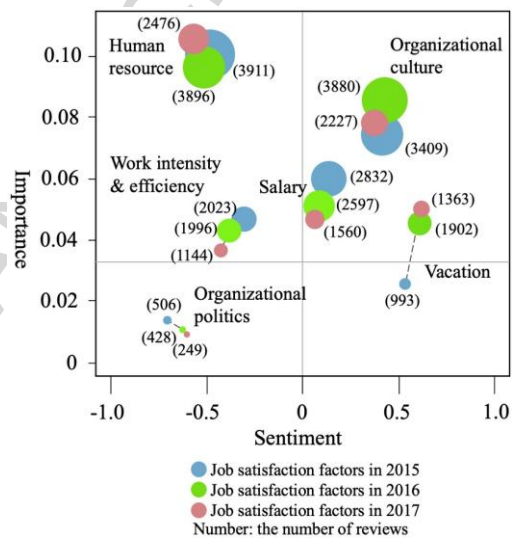 (2476)
Human
resource
(3911)
(3896)
Organizational
culture
(3880)
(2227)
(3409)
Work intensity
& efficiency
(2023)
(1996)
(1144)
Salary
(2832)
(2597)
(1560)
(1363)
(1902)
Vacation
(993)
(506)
(428)
(249)
Organizational
politics
Importance
0.10
0.08
0.06
0.04
0.02
0
-1.0 -0.5 0 0.5 1.0
Sentiment
Job satisfaction factors in 2015
Job satisfaction factors in 2016
Job satisfaction factors in 2017
Number: the number of reviews